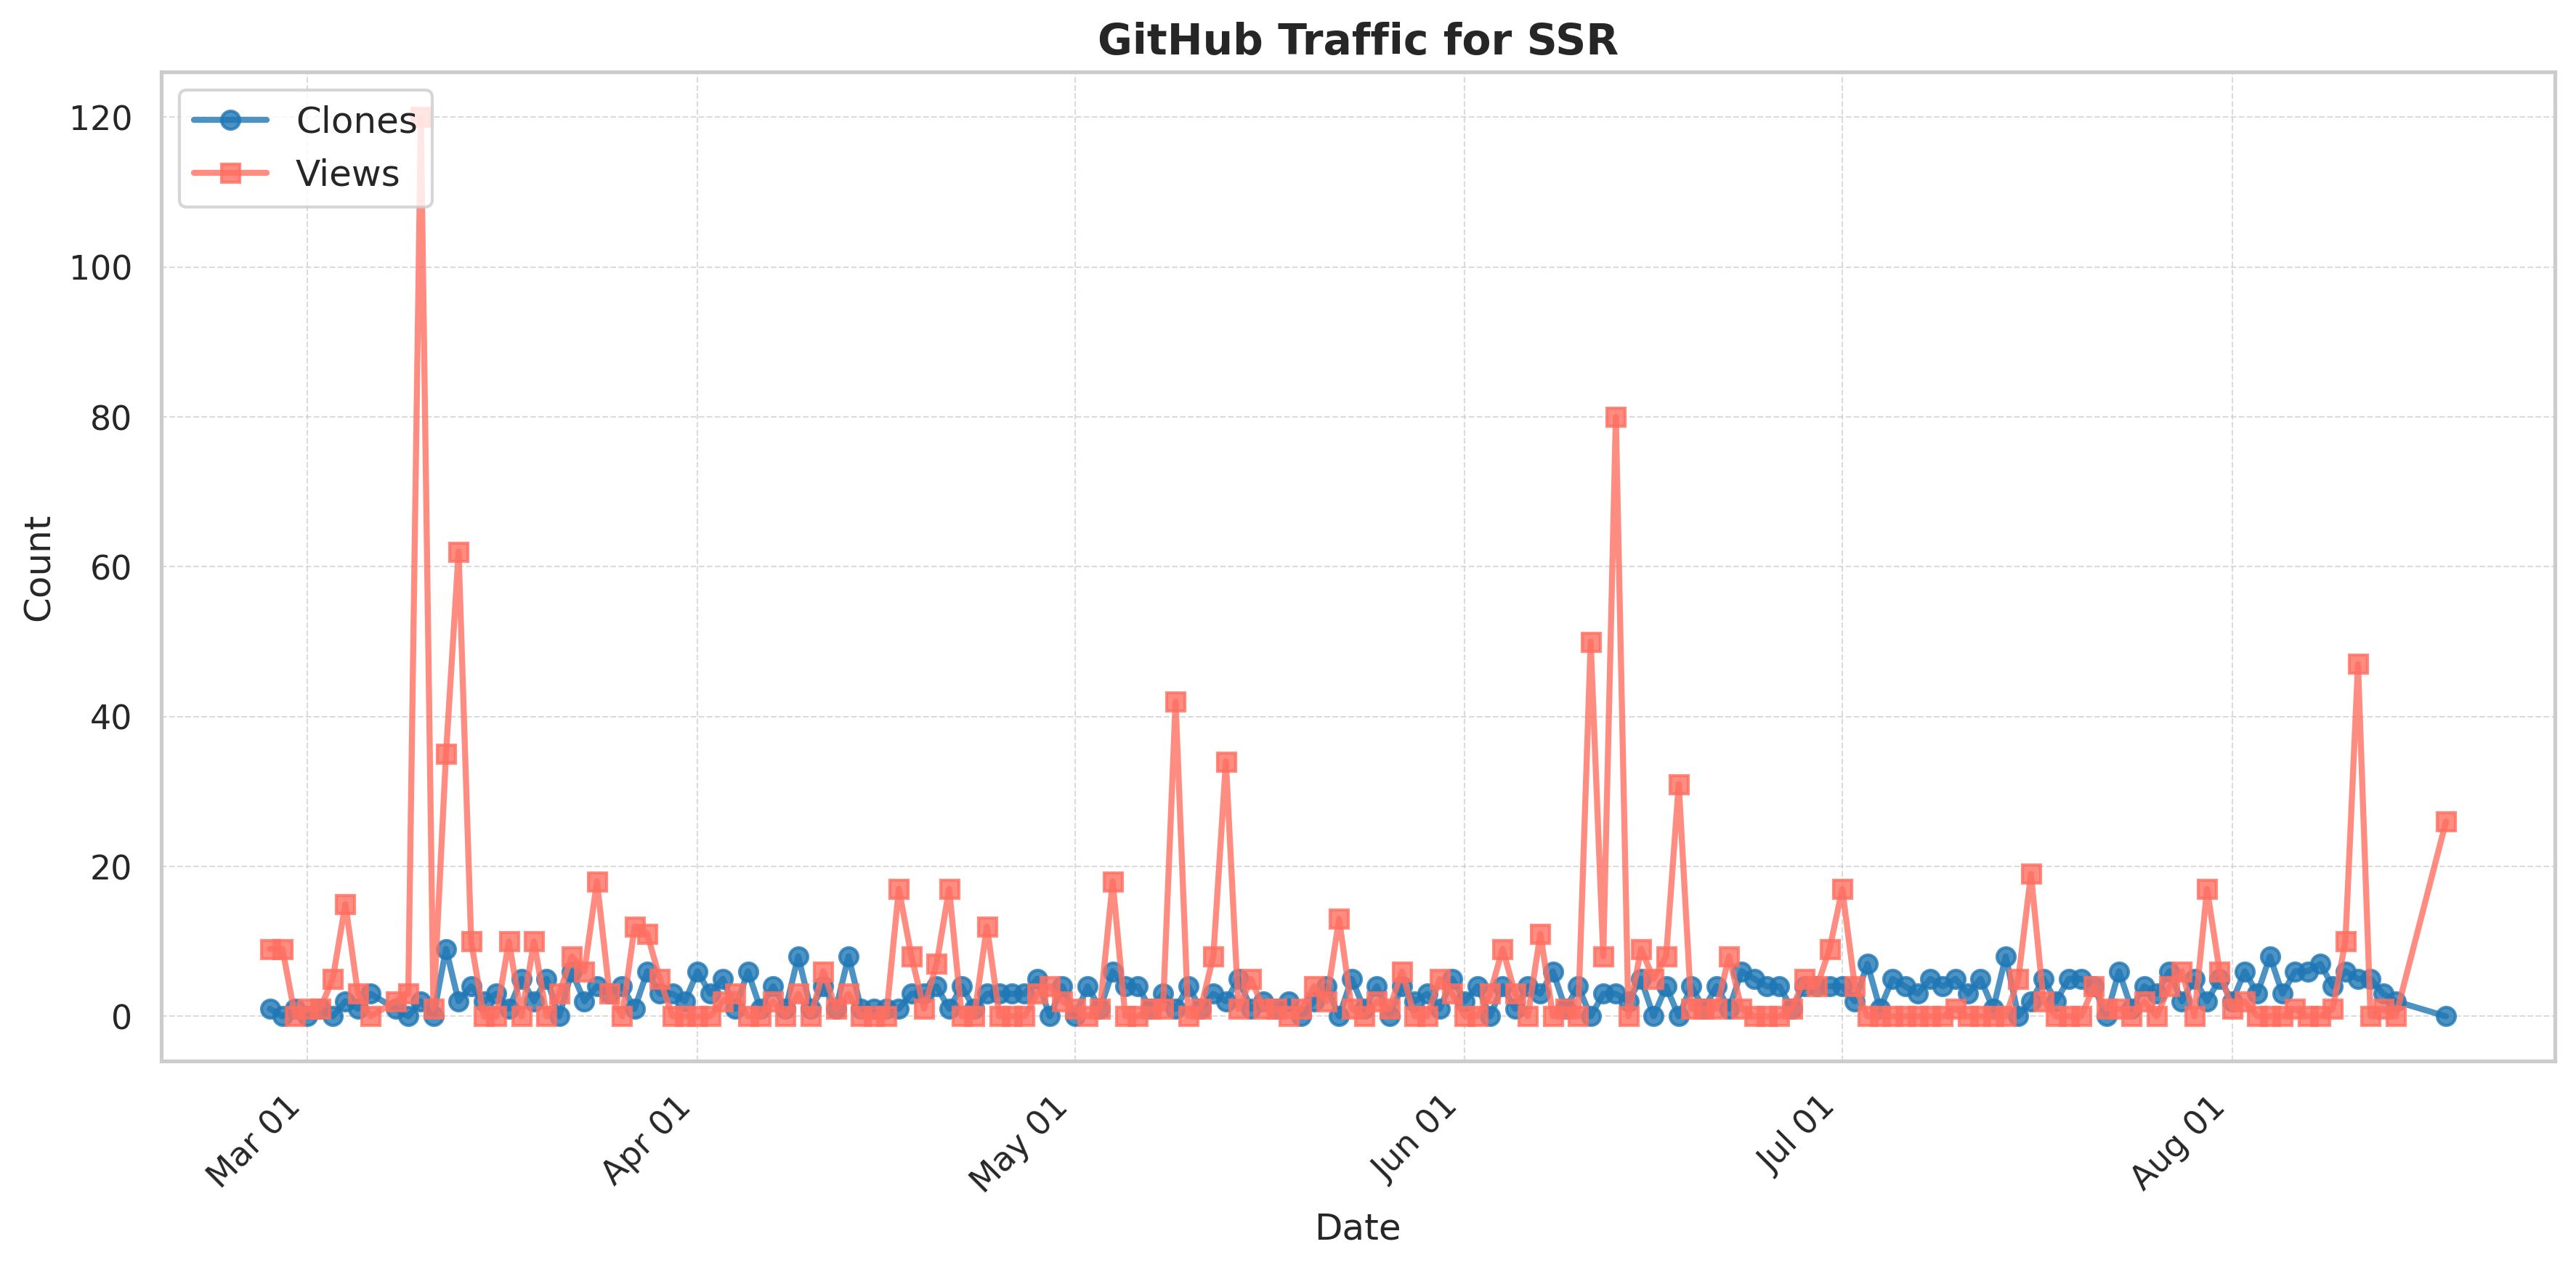 GitHub Traffic for SSR
Clones
Views
120
100
80
60
40
20
0
Count
Mar 01
Apr 01
May 01
Jun 01
Jul 01
Aug 01
Date